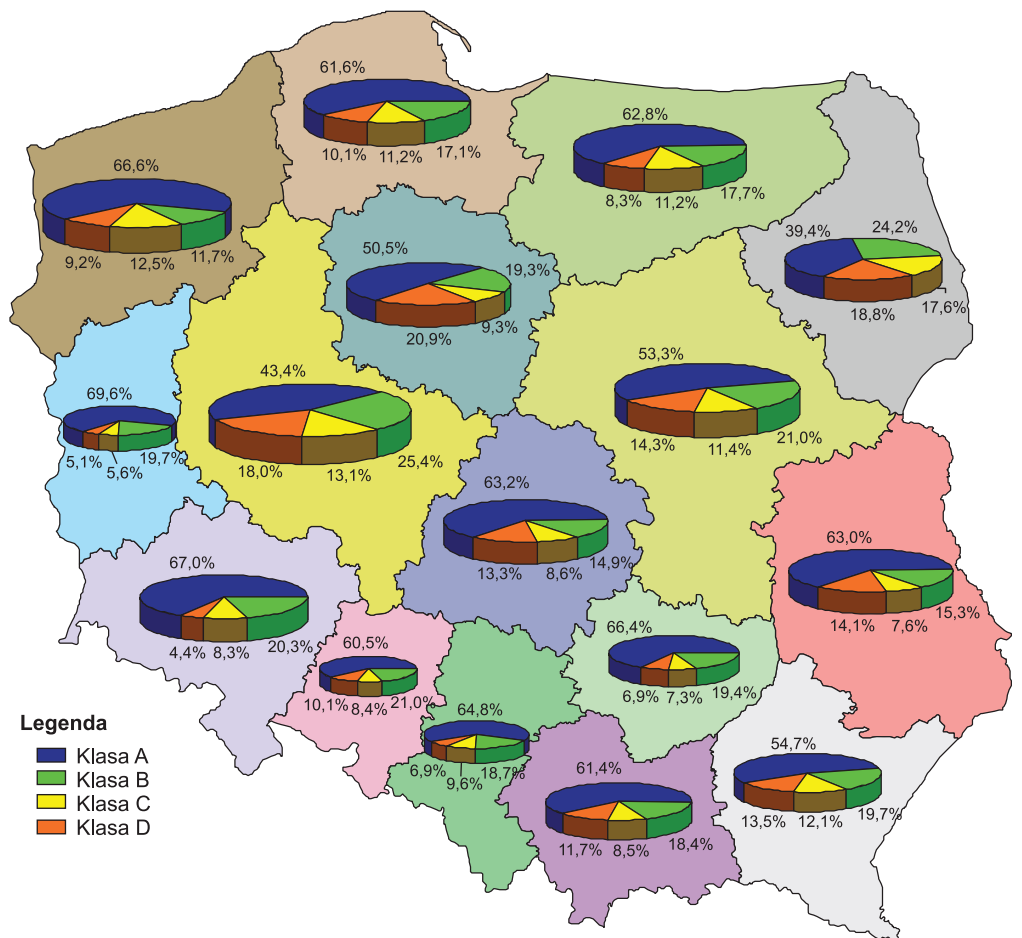 61,6%
10,1% 11,2% 17,1%
62,8%
8,3% 11,2% 17,7%
66,6%
9,2% 12,5% 11,7%
39,4% 24,2%
18,8% 17,6%
50,5% 19,3%
20,9% 9,3%
43,4%
18,0% 13,1% 25,4%
53,3%
14,3% 11,4% 21,0%
69,6%
5,1% 5,6% 19,7%
63,2%
13,3% 8,6% 14,9%
63,0%
14,1% 7,6% 15,3%
67,0%
4,4% 8,3% 20,3%
60,5%
10,1% 8,4% 21,0%
66,4%
6,9% 7,3% 19,4%
64,8%
6,9% 9,6% 18,7%
61,4%
11,7% 8,5% 18,4%
54,7%
13,5% 12,1% 19,7%
Legenda
Klasa A
Klasa B
Klasa C
Klasa D